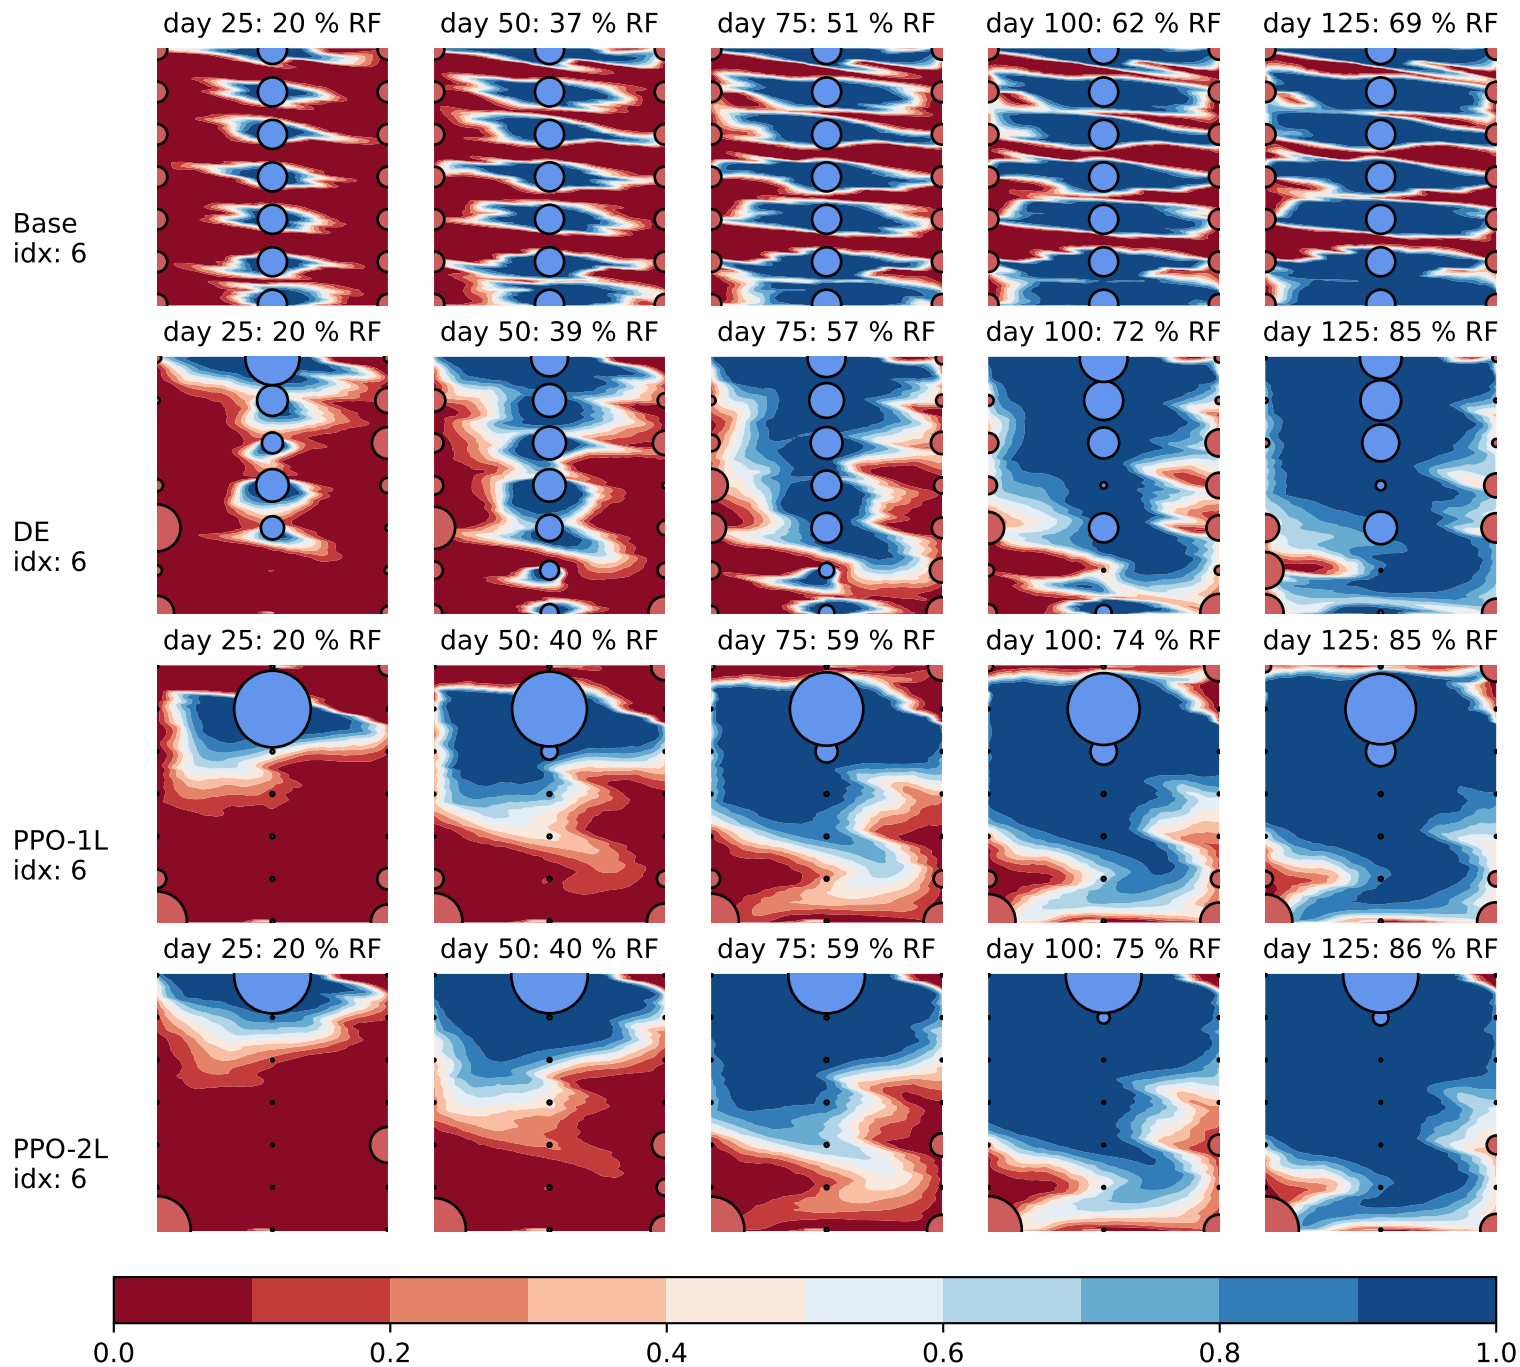 day 25: 20 % RF
day 50: 37 % RF
day 75: 51 % RF
day 100: 62 % RF
day 125: 69 % RF
Base
idx: 6
day 25: 20 % RF
day 50: 39 % RF
day 75: 57 % RF
day 100: 72 % RF
day 125: 85 % RF
DE
idx: 6
day 25: 20 % RF
day 50: 40 % RF
day 75: 59 % RF
day 100: 74 % RF
day 125: 85 % RF
PPO-1L
idx: 6
day 25: 20 % RF
day 50: 40 % RF
day 75: 59 % RF
day 100: 75 % RF
day 125: 86 % RF
PPO-2L
idx: 6
0.0
0.2
0.4
0.6
0.8
1.0